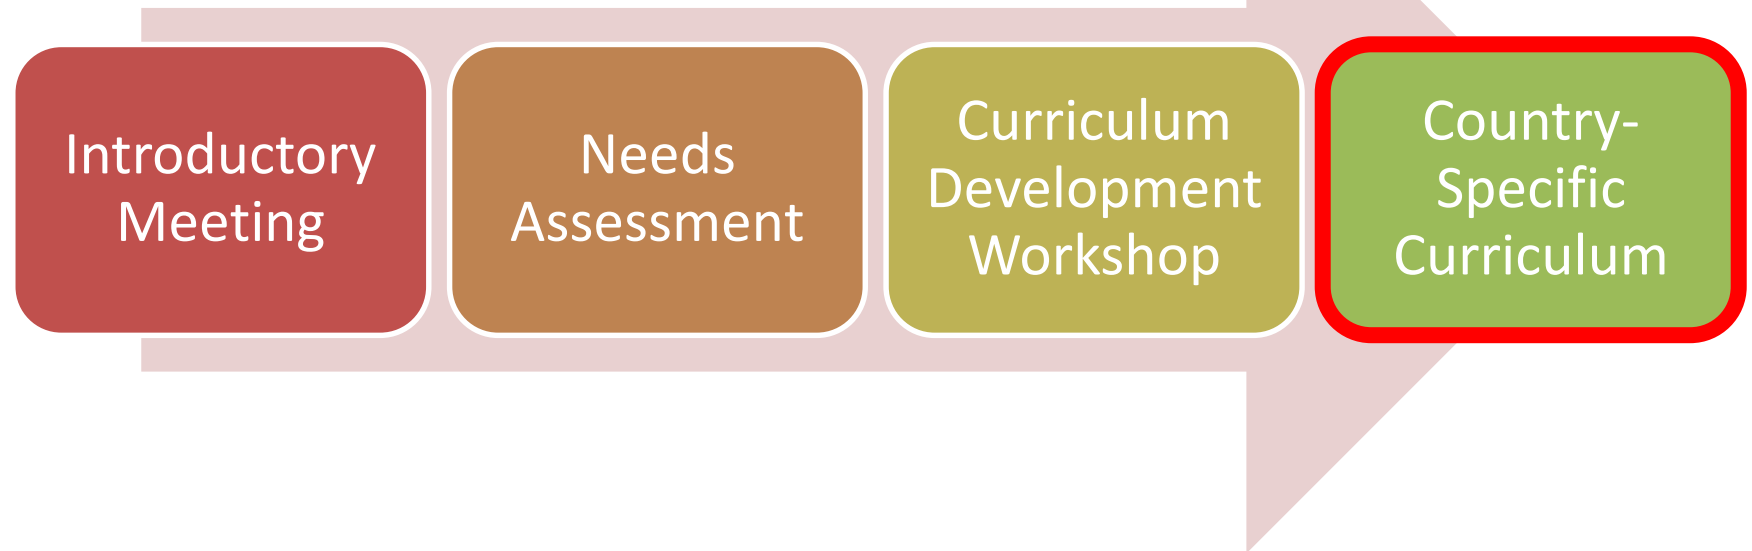 Introductory
Meeting
Needs
Assessment
Curriculum
Development
Workshop
Country-
Specific
Curriculum